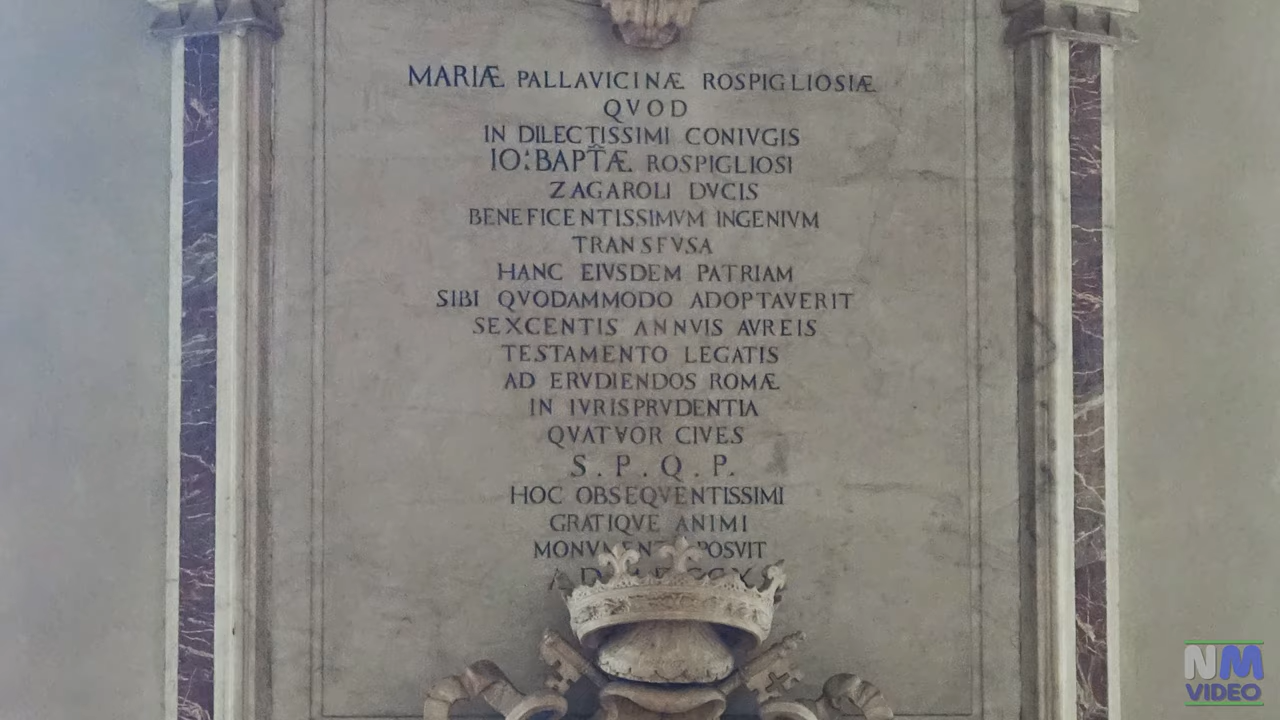 MARIÆ PALLAVICINÆ ROSPIGLIOSIÆ
QVOD
IN DILECTISSIMI CONIVGIS
IO: BAPTÆ ROSPIGLIOSI
ZAGAROLI DVCIS
BENEFICENTISSIMVM INGENIVM
TRANSFVSA
HANC EIVSDEM PATRIAM
SIBI QVODAMMODO ADOPTAVERIT
SEXCENTIS ANNVIS AVREIS
TESTAMENTO LEGATIS
AD ERVDIENDOS ROMÆ
IN IVRISPRVDENTIA
QVATVOR CIVES
S. P. Q. P.
HOC OBSEQVENTISSIMI
GRATIQVE ANIMI
POSVIT
NM
VIDEO